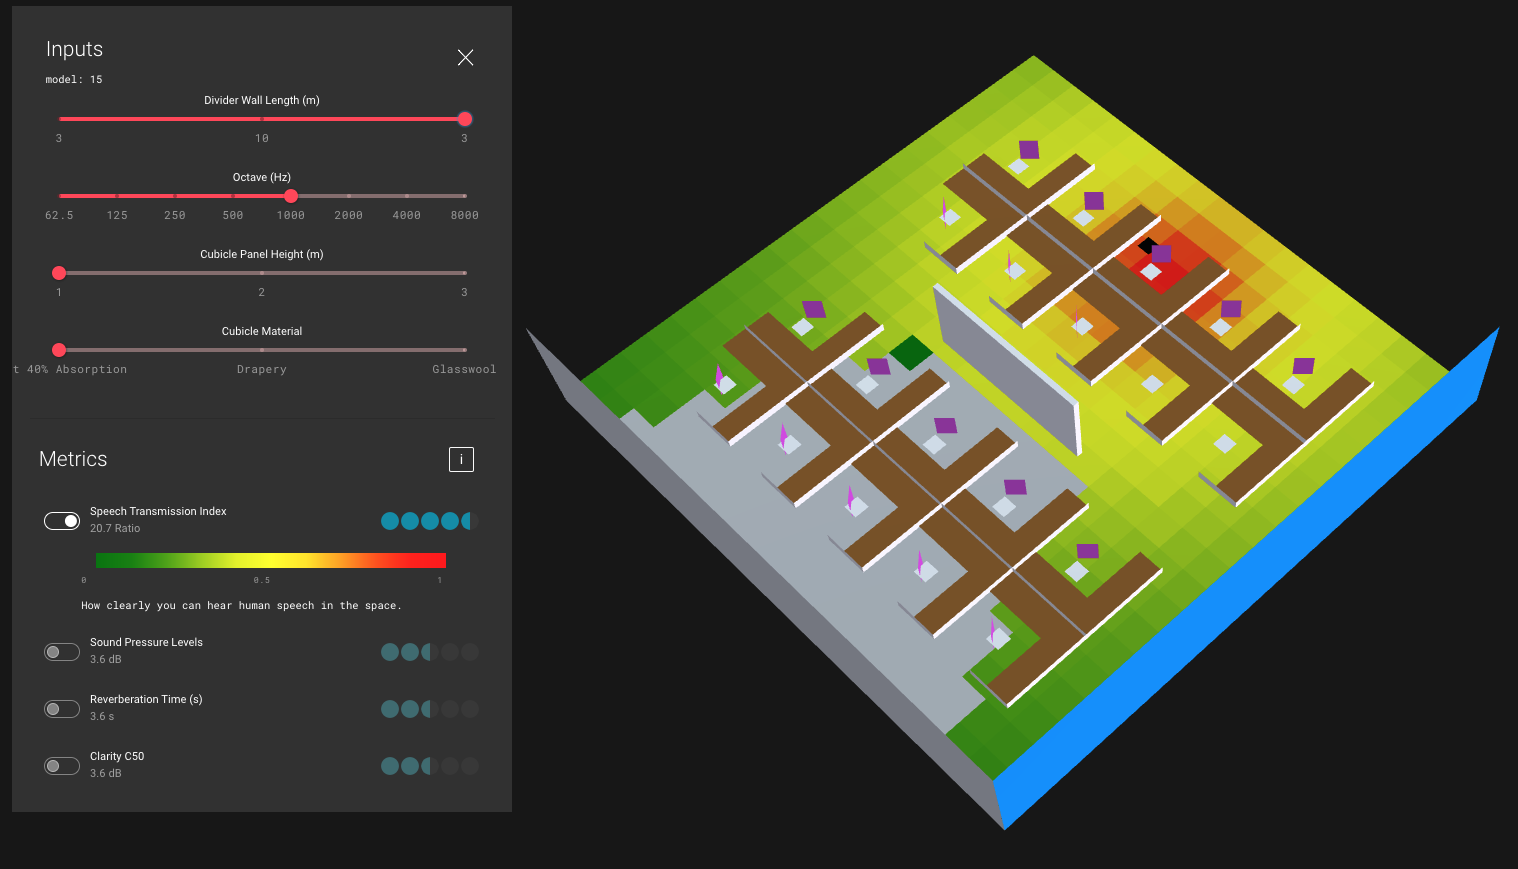 Inputs
model: 15
Divider Wall Length (m)
3 10 3
Octave (Hz)
62.5 125 250 500 1000 2000 4000 8000
Cubicle Panel Height (m)
1 2 3
Cubicle Material
t 40% Absorption Drapery Glasswool
Metrics
i
Speech Transmission Index
20.7 Ratio
0 0.5 1
How clearly you can hear human speech in the space.
Sound Pressure Levels
3.6 dB
Reverberation Time (s)
3.6 s
Clarity C50
3.6 dB